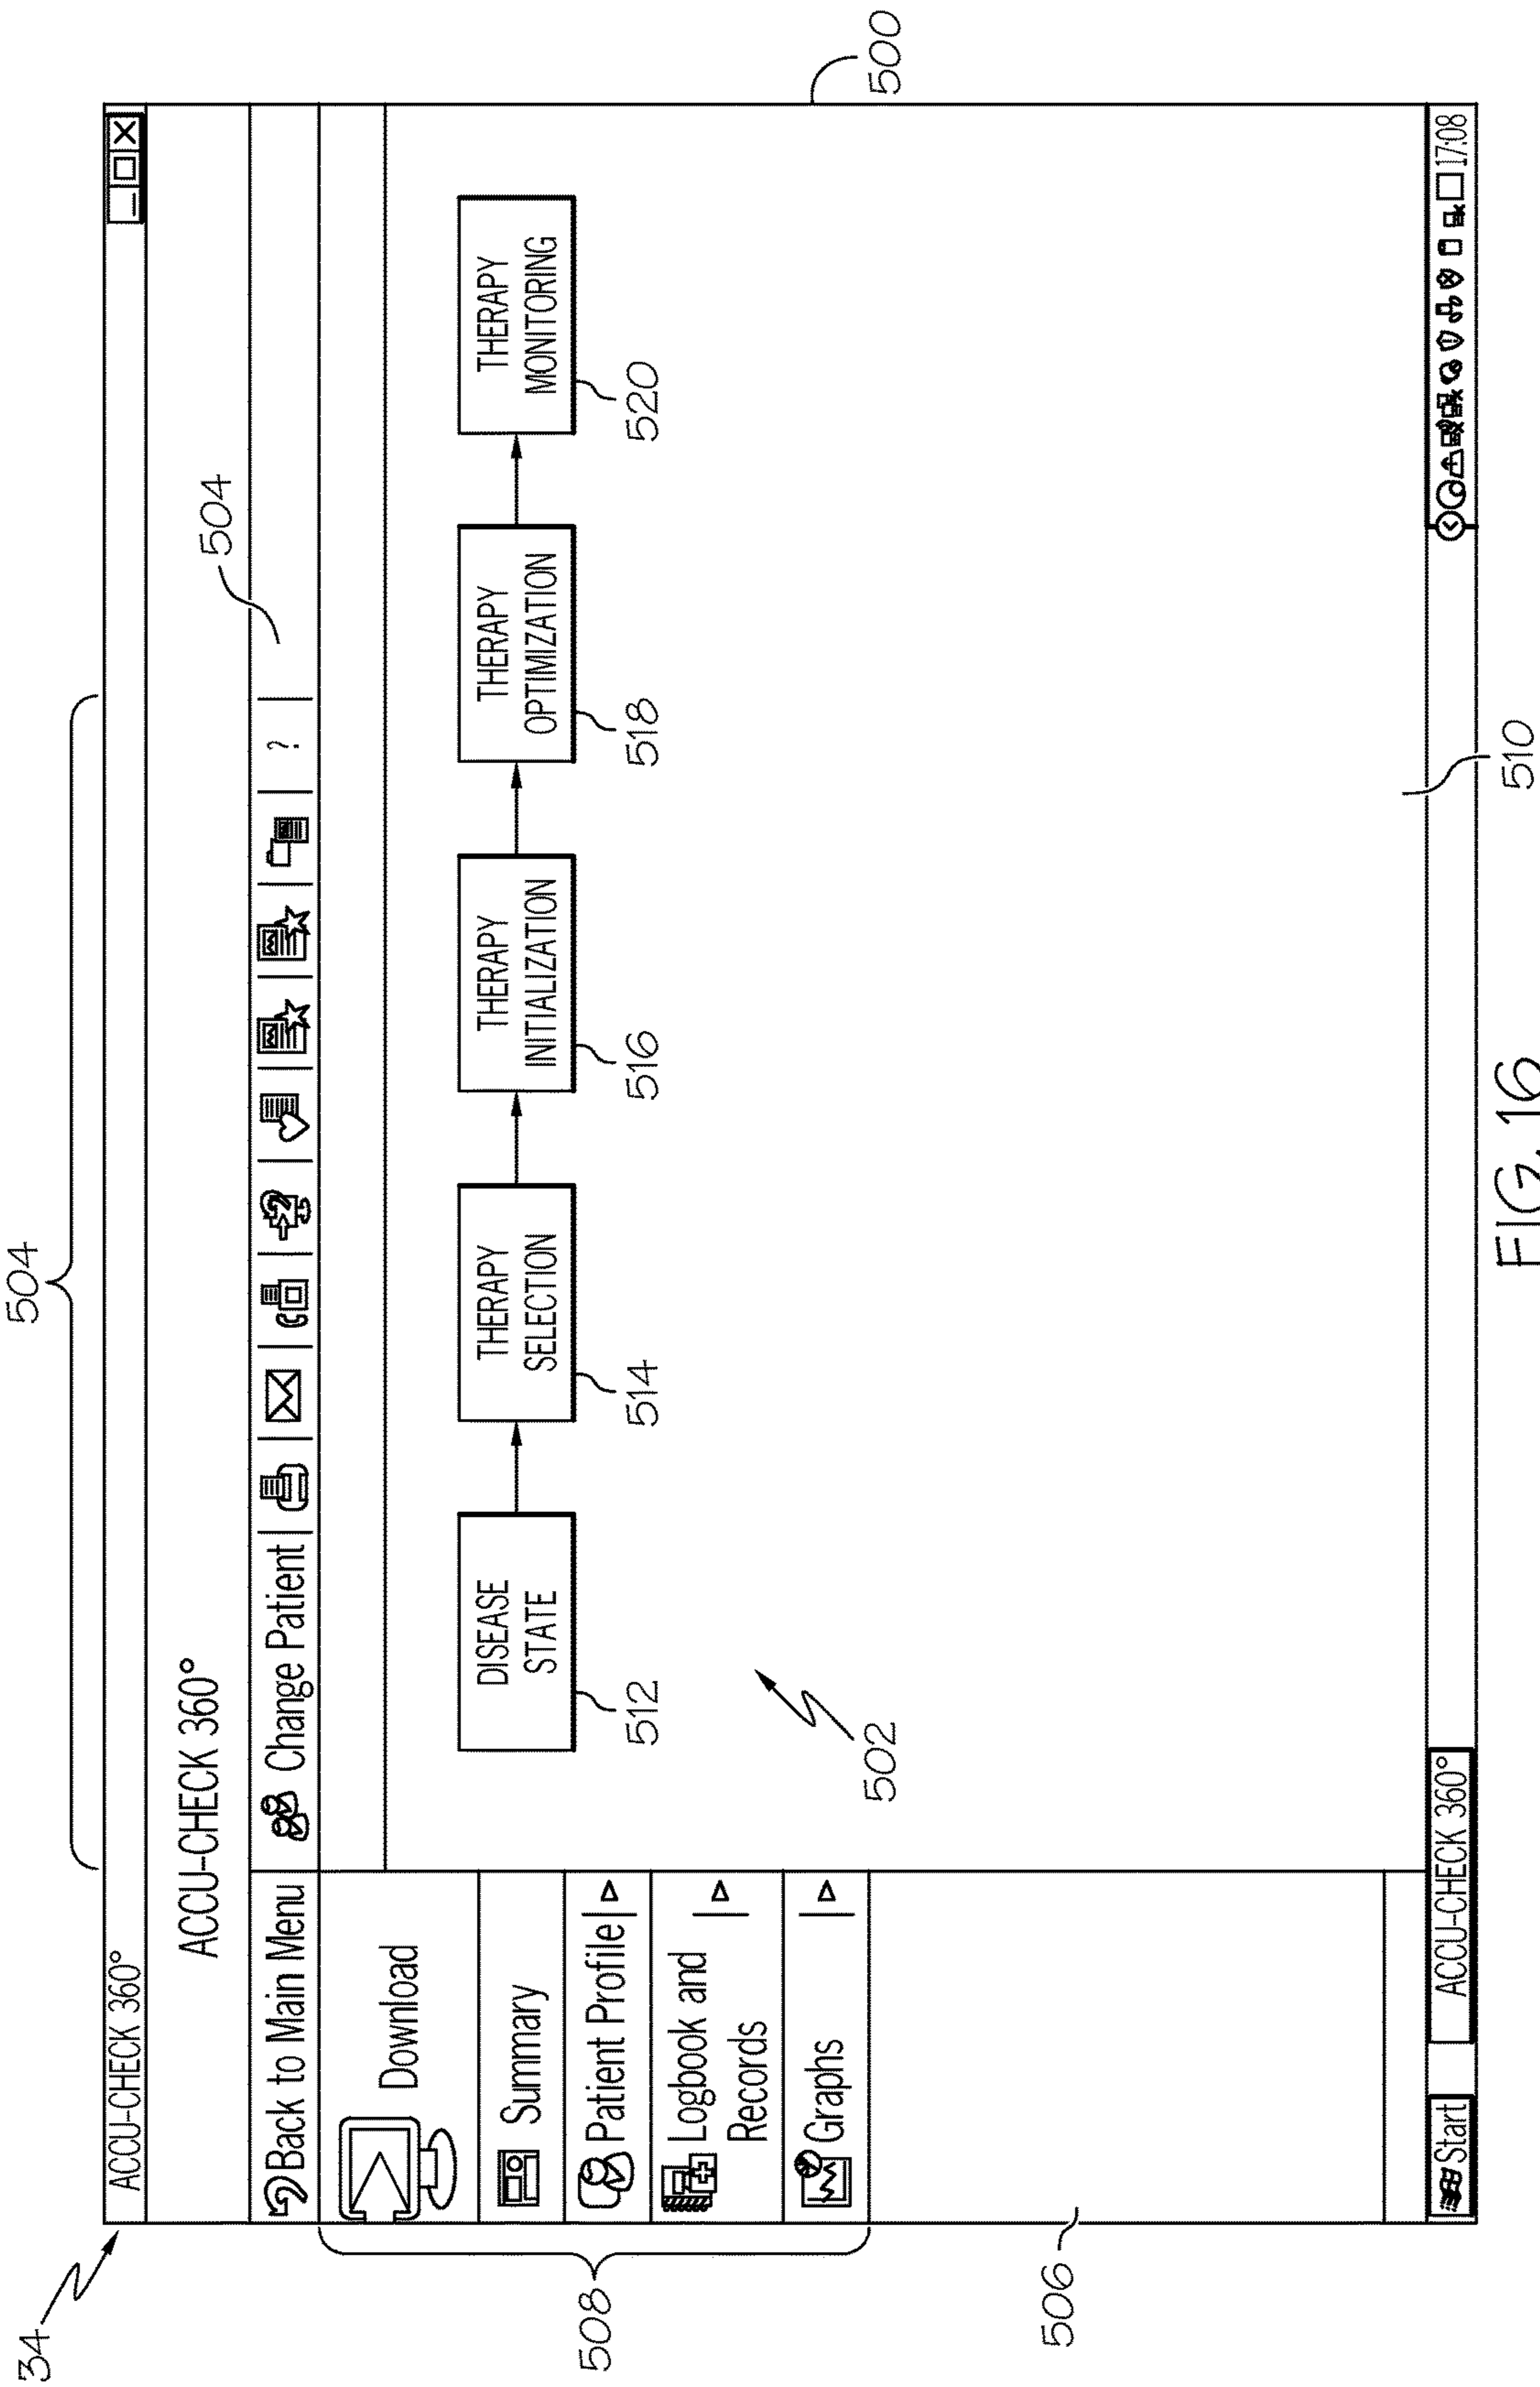 34
504
ACCU-CHECK 360°
ACCU-CHECK 360°
504
Back to Main Menu
Change Patient
?
Download
Summary
Patient Profile
Logbook and
Records
Graphs
508
506
DISEASE
STATE
512
THERAPY
SELECTION
514
THERAPY
INITIALIZATION
516
THERAPY
OPTIMIZATION
518
THERAPY
MONITORING
520
502
500
Start
ACCU-CHECK 360°
17:08
510
FIG. 16